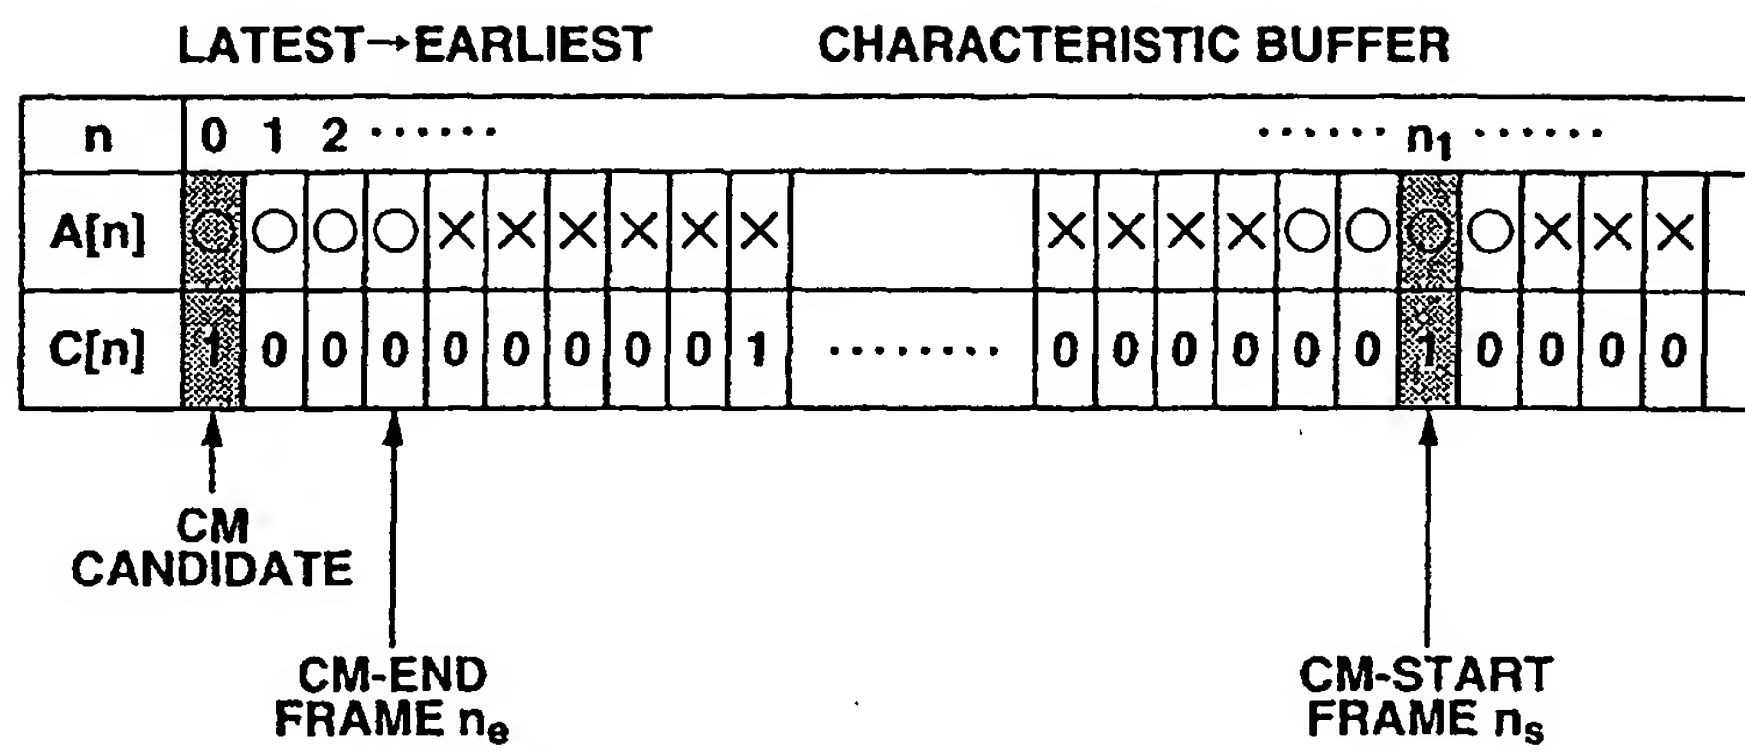 LATEST→EARLIEST CHARACTERISTIC BUFFER
n 0 1 2 ······ ······ n1 ······
A[n] ○ ○ ○ ○ × × × × × × × × × × ○ ○ ○ ○ × × ×
C[n] 1 0 0 0 0 0 0 0 0 1 ········ 0 0 0 0 0 0 1 0 0 0 0
CM
CANDIDATE
CM-END
FRAME ne
CM-START
FRAME ns